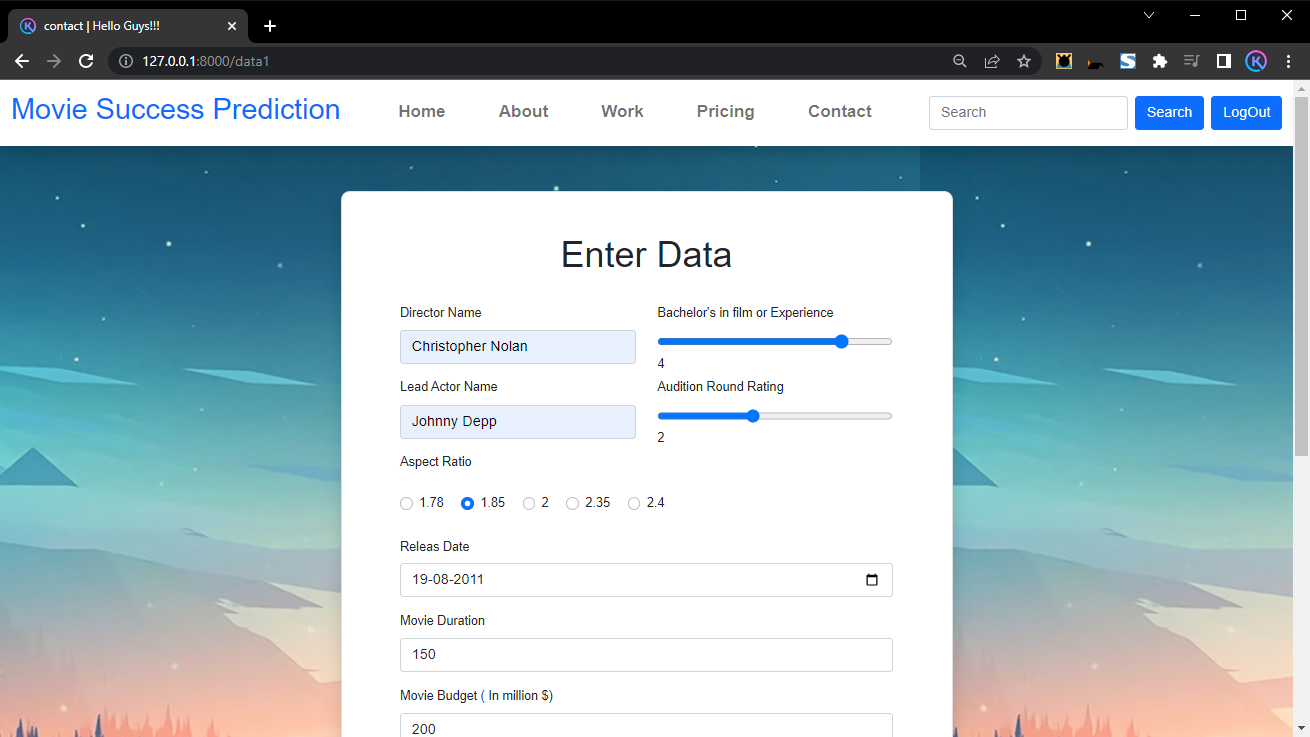 contact | Hello Guys!!!
127.0.0.1:8000/data1
Movie Success Prediction
Home About Work Pricing Contact Search Search LogOut
Enter Data
Director Name Bachelor's in film or Experience
Christopher Nolan
4
Lead Actor Name Audition Round Rating
Johnny Depp
2
Aspect Ratio
1.78 1.85 2 2.35 2.4
Releas Date
19-08-2011
Movie Duration
150
Movie Budget ( In million $)
200